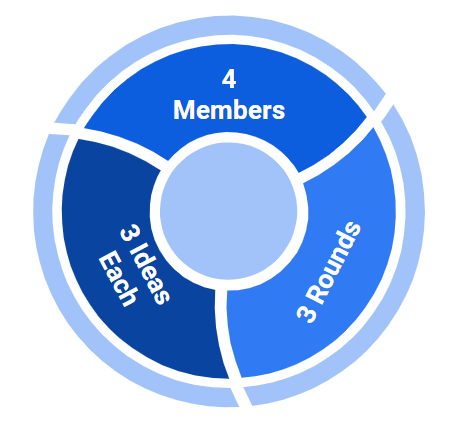 4
Members
3 Rounds
3 Ideas
Each